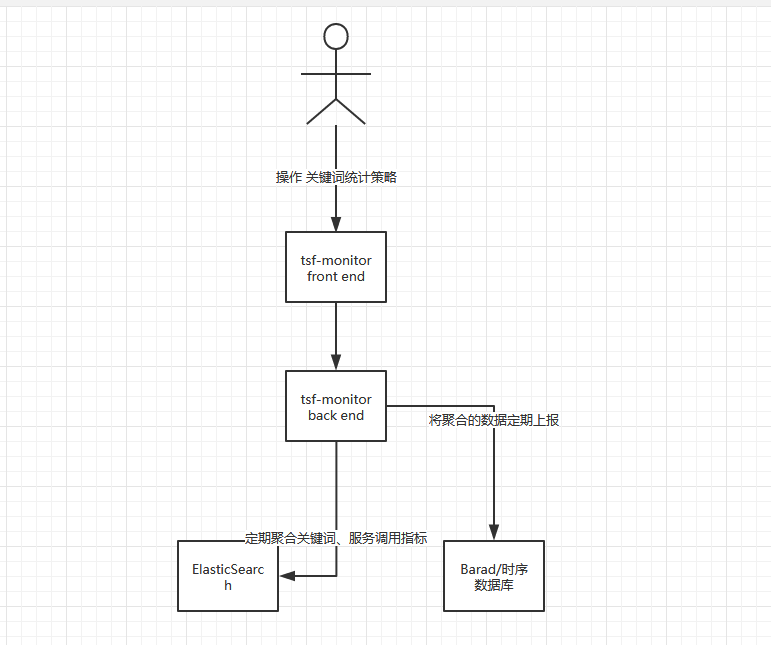 操作 关键词统计策略
tsf-monitor
front end
tsf-monitor
back end
将聚合的数据定期上报
定期聚合关键词、服务调用指标
ElasticSearc
h
Barad/时序
数据库